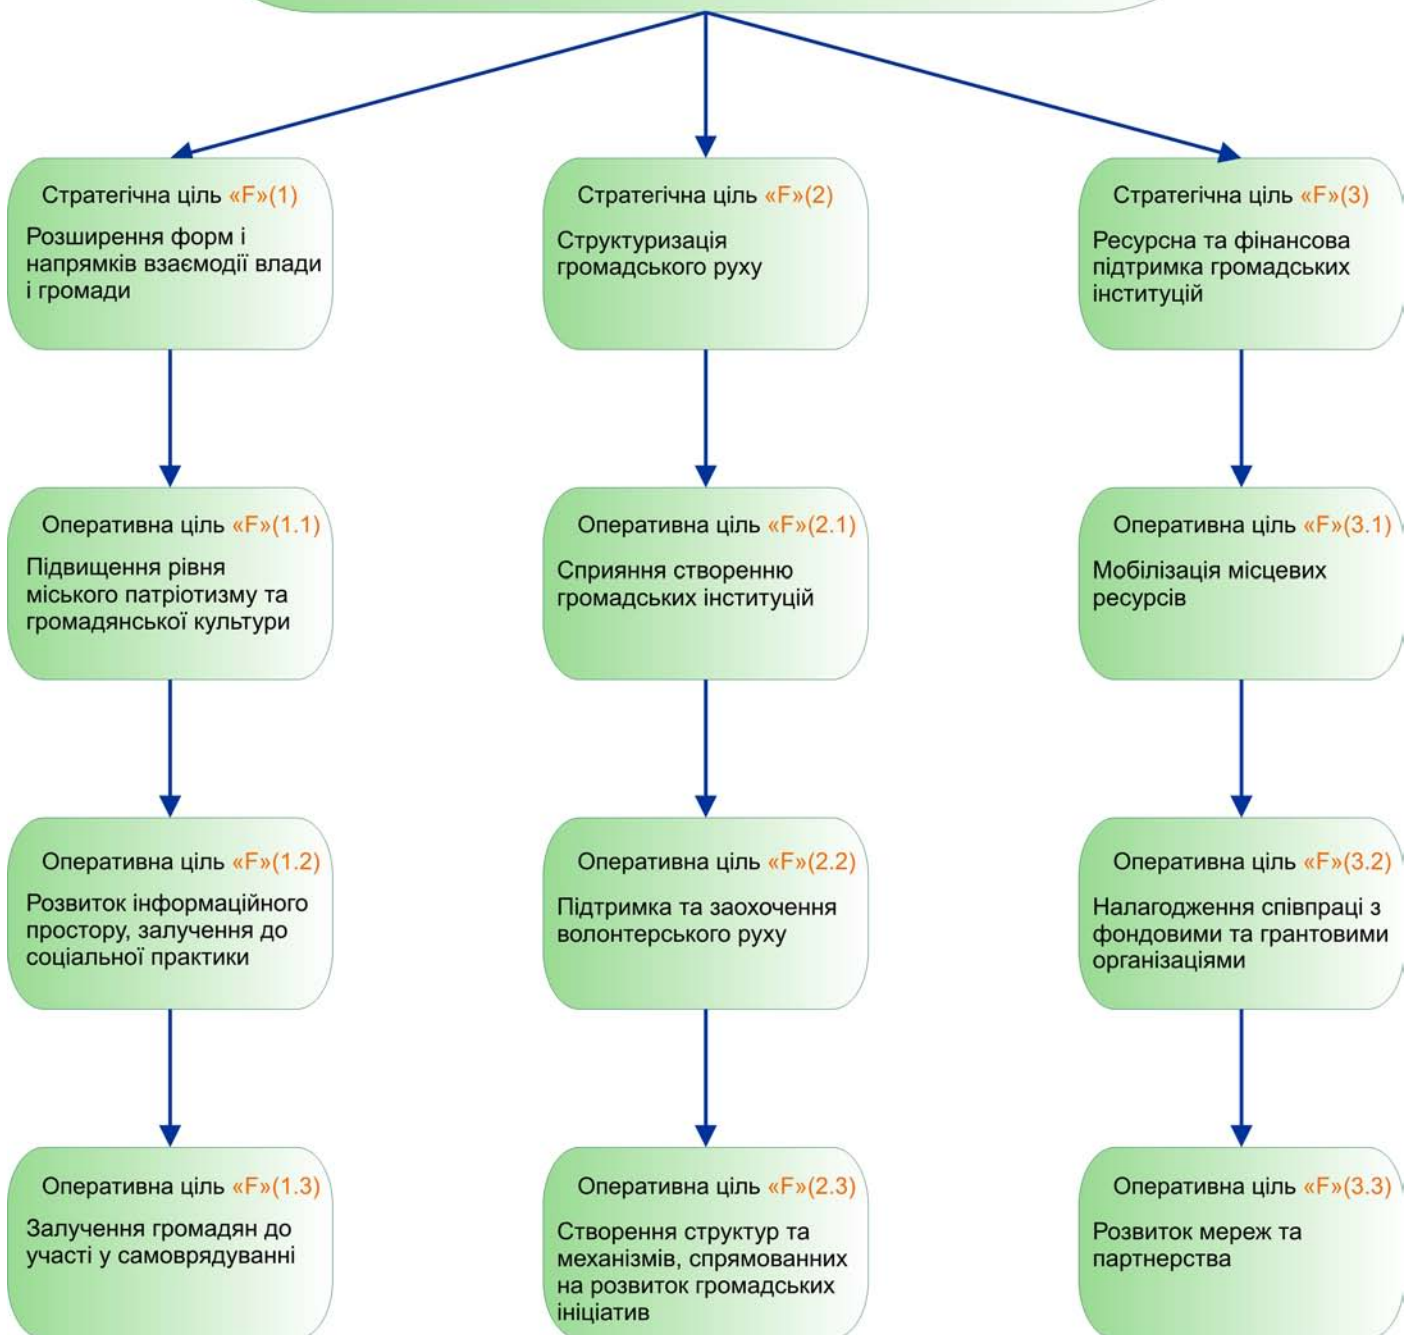 Стратегічна ціль «F»(1)
Розширення форм і
напрямків взаємодії влади
і громади
Стратегічна ціль «F»(2)
Структуризація
громадського руху
Стратегічна ціль «F»(3)
Ресурсна та фінансова
підтримка громадських
інституцій
Оперативна ціль «F»(1.1)
Підвищення рівня
міського патріотизму та
громадянської культури
Оперативна ціль «F»(2.1)
Сприяння створенню
громадських інституцій
Оперативна ціль «F»(3.1)
Мобілізація місцевих
ресурсів
Оперативна ціль «F»(1.2)
Розвиток інформаційного
простору, залучення до
соціальної практики
Оперативна ціль «F»(2.2)
Підтримка та заохочення
волонтерського руху
Оперативна ціль «F»(3.2)
Налагодження співпраці з
фондовими та грантовими
організаціями
Оперативна ціль «F»(1.3)
Залучення громадян до
участі у самоврядуванні
Оперативна ціль «F»(2.3)
Створення структур та
механізмів, спрямованних
на розвиток громадських
ініціатив
Оперативна ціль «F»(3.3)
Розвиток мереж та
партнерства